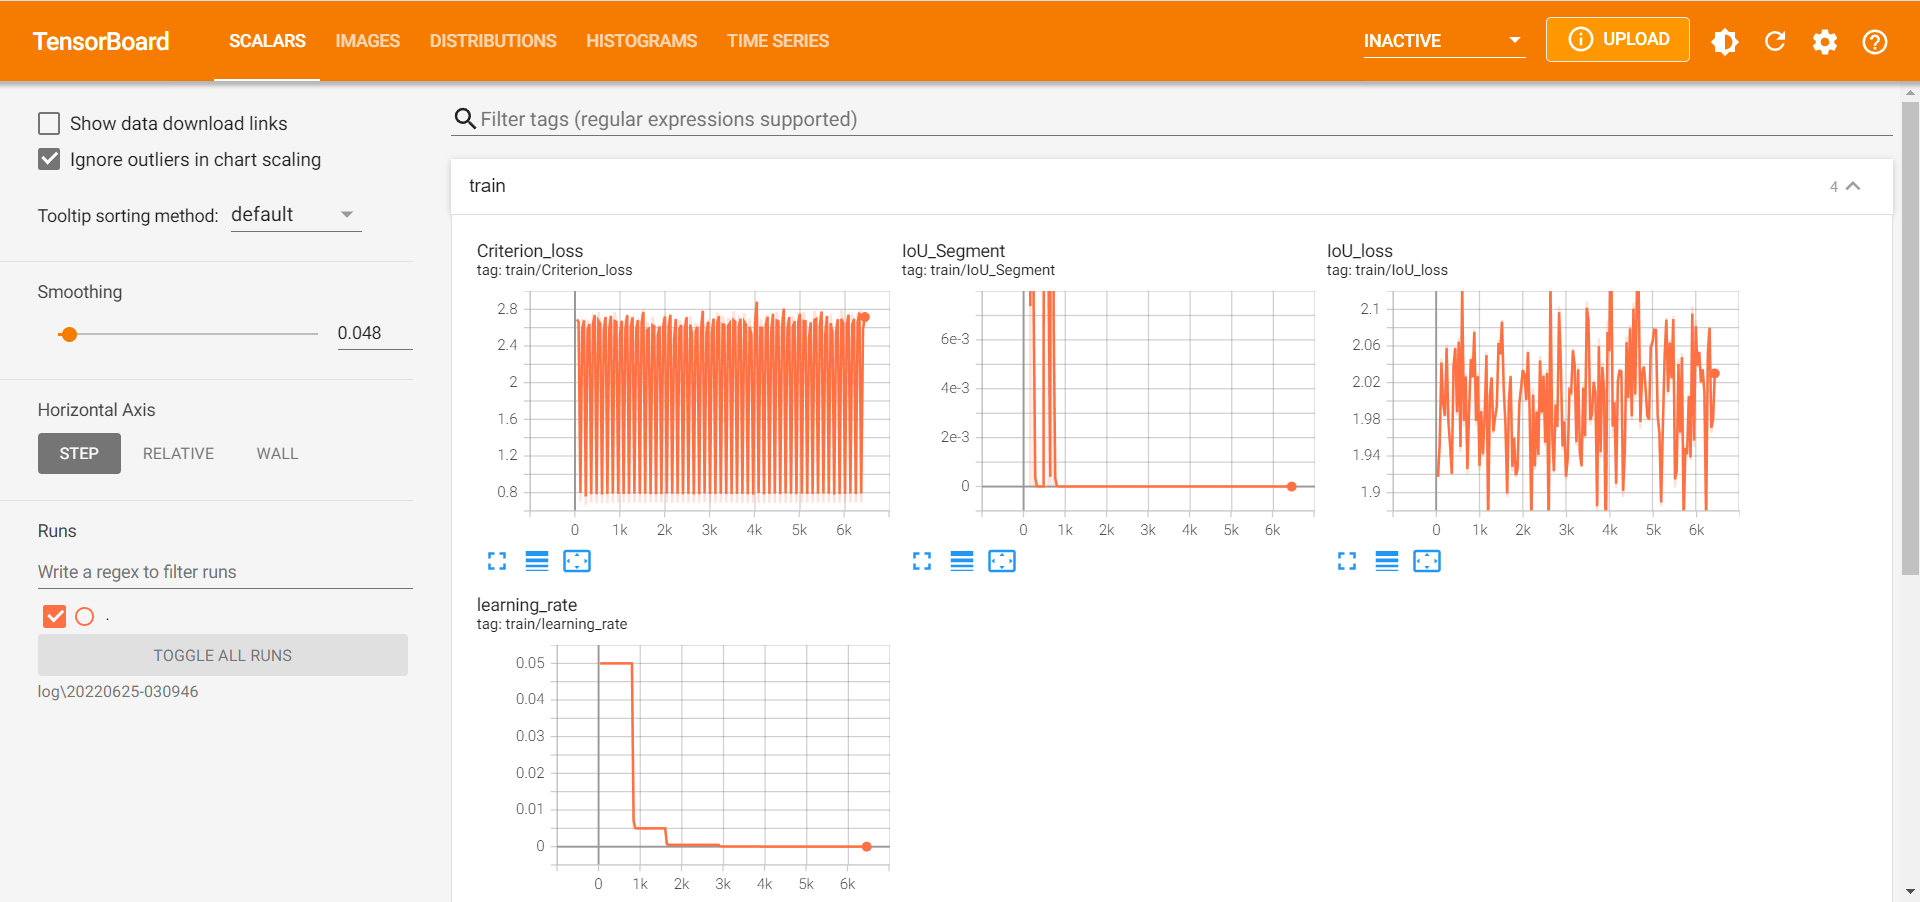 TensorBoard SCALARS IMAGES DISTRIBUTIONS HISTOGRAMS TIME SERIES INACTIVE UPLOAD
Show data download links
Ignore outliers in chart scaling
Tooltip sorting method: default
Smoothing
0.048
Horizontal Axis
STEP RELATIVE WALL
Runs
Write a regex to filter runs
.
TOGGLE ALL RUNS
log\20220625-030946
Filter tags (regular expressions supported)
train 4
Criterion_loss
tag: train/Criterion_loss
2.8
2.4
2
1.6
1.2
0.8
0 1k 2k 3k 4k 5k 6k
IoU_Segment
tag: train/IoU_Segment
6e-3
4e-3
2e-3
0
0 1k 2k 3k 4k 5k 6k
IoU_loss
tag: train/IoU_loss
2.1
2.06
2.02
1.98
1.94
1.9
0 1k 2k 3k 4k 5k 6k
learning_rate
tag: train/learning_rate
0.05
0.04
0.03
0.02
0.01
0
0 1k 2k 3k 4k 5k 6k